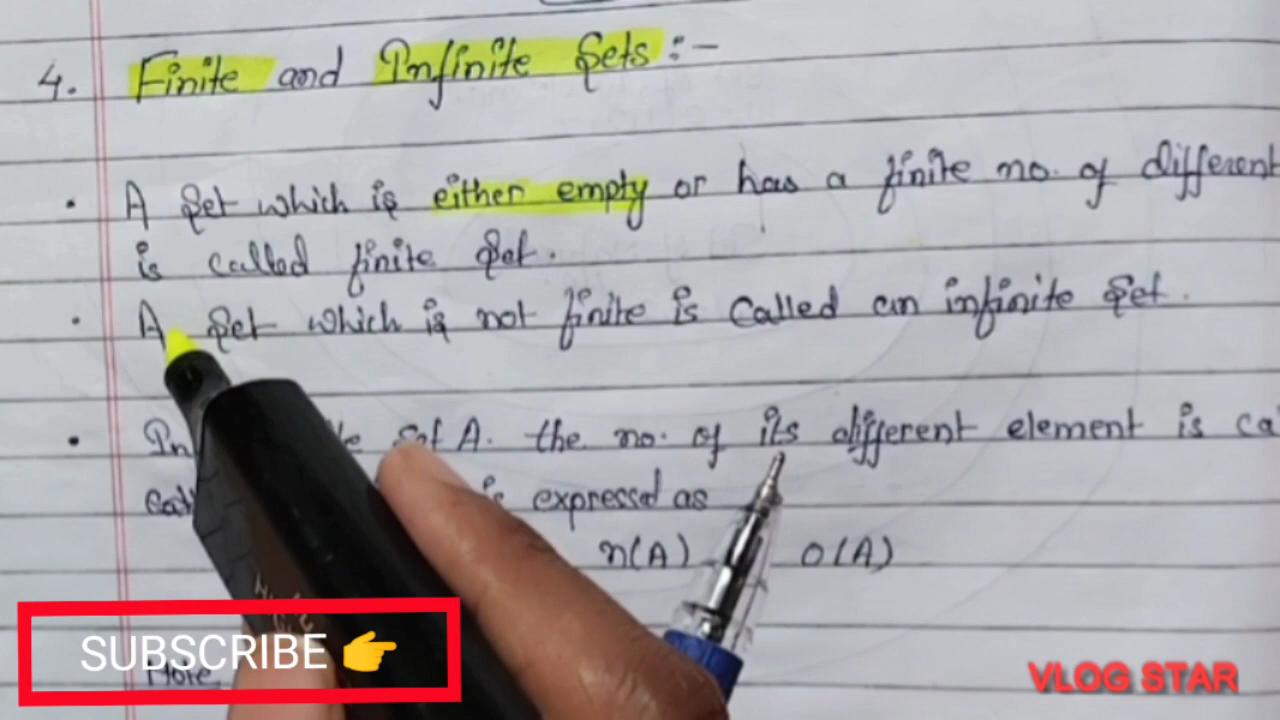 4. Finite and Infinite Sets :-
• A set which is either empty or has a finite no. of different
is called finite set.
• A set which is not finite is called an infinite set.
• In set A. the no. of its different element is ca
is expressed as
n(A) O(A)
SUBSCRIBE 👉
Note
VLOG STAR